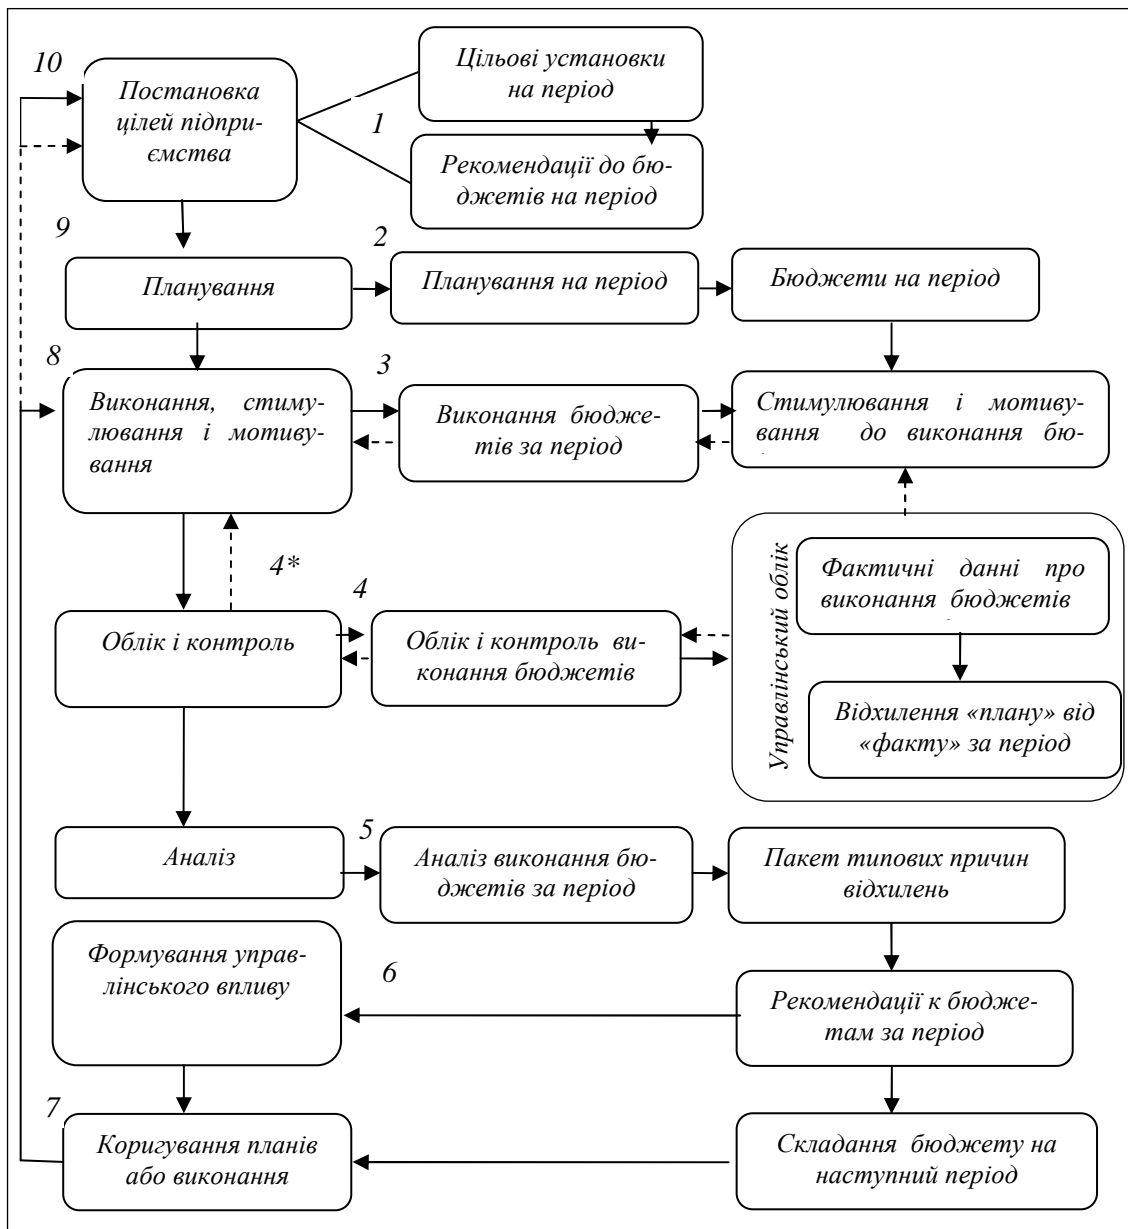 10
Постановка
цілей підпри-
ємства
1
Цільові установки
на період
Рекомендації до бю-
джетів на період
9
Планування
2
Планування на період
Бюджети на період
8
Виконання, стиму-
лювання і мотиву-
вання
3
Виконання бюдже-
тів за період
Стимулювання і мотиву-
вання до виконання бю-
4*
Облік і контроль
4
Облік і контроль ви-
конання бюджетів
Управлінський облік
Фактичні данні про
виконання бюджетів
Відхилення «плану» від
«факту» за період
Аналіз
5
Аналіз виконання бю-
джетів за період
Пакет типових причин
відхилень
Формування управ-
лінського впливу
6
Рекомендації к бюдже-
там за період
7
Коригування планів
або виконання
Складання бюджету на
наступний період